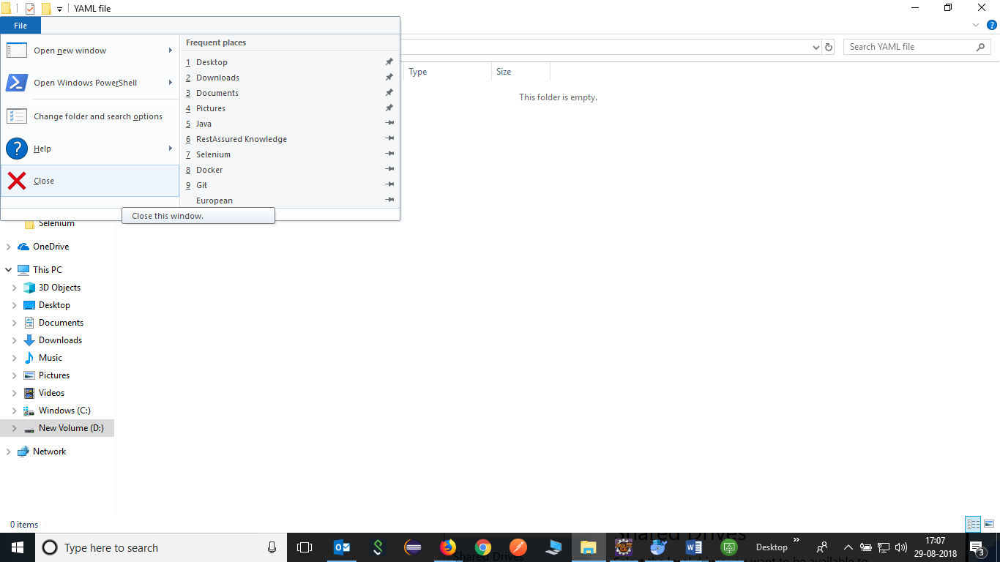 YAML file
File
Open new window
Open Windows PowerShell
Change folder and search options
Help
Close
Frequent places
1 Desktop
2 Downloads
3 Documents
4 Pictures
5 Java
6 RestAssured Knowledge
7 Selenium
8 Docker
9 Git
European
Close this window.
Search YAML file
Type
Size
This folder is empty.
Selenium
OneDrive
This PC
3D Objects
Desktop
Documents
Downloads
Music
Pictures
Videos
Windows (C:)
New Volume (D:)
Network
0 items
Type here to search
Shared Drives
Shared Drives
Desktop
17:07
29-08-2018
3